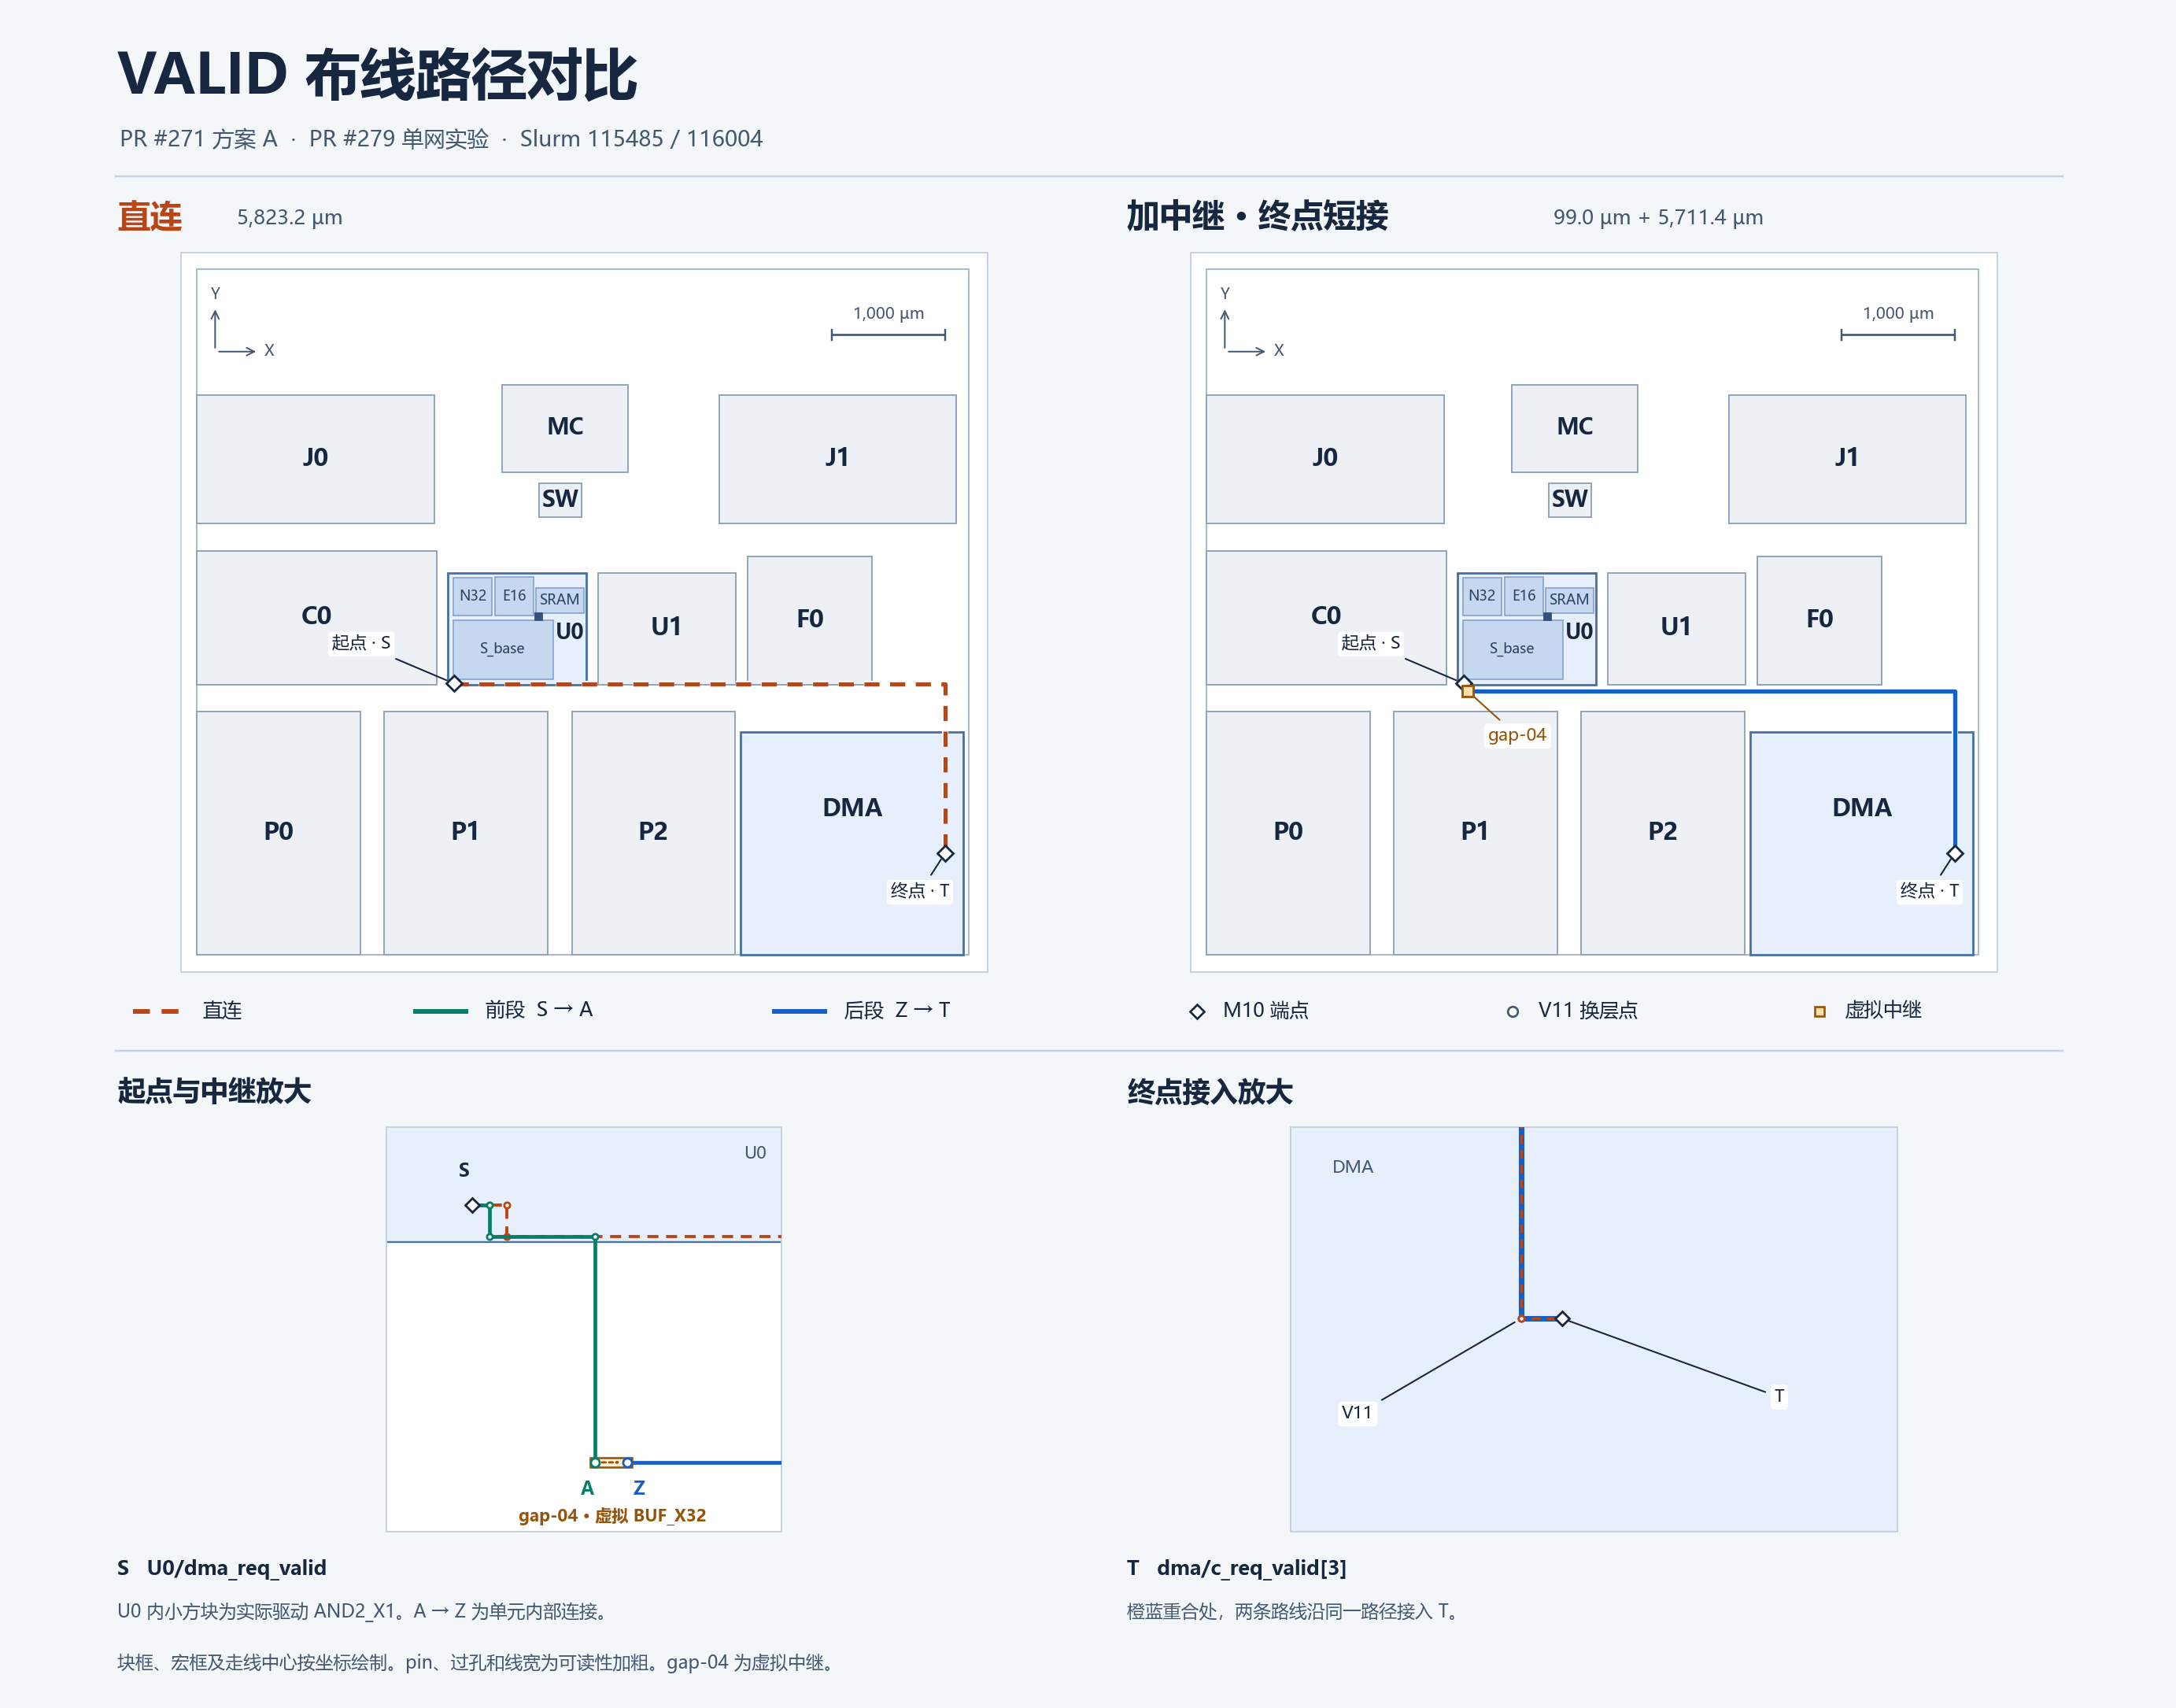 VALID 布线路径对比
PR #271 方案 A · PR #279 单网实验 · Slurm 115485 / 116004
直连 5,823.2 μm
加中继 • 终点短接 99.0 μm + 5,711.4 μm
Y
X
1,000 μm
MC
J0
J1
SW
N32
E16
SRAM
C0
U0
U1
F0
S_base
起点 · S
P0
P1
P2
DMA
终点 · T
Y
X
1,000 μm
MC
J0
J1
SW
N32
E16
SRAM
C0
U0
U1
F0
S_base
起点 · S
gap-04
P0
P1
P2
DMA
终点 · T
直连
前段 S → A
后段 Z → T
M10 端点
V11 换层点
虚拟中继
起点与中继放大
U0
S
A
Z
gap-04 • 虚拟 BUF_X32
终点接入放大
DMA
V11
T
S U0/dma_req_valid
U0 内小方块为实际驱动 AND2_X1。A → Z 为单元内部连接。
T dma/c_req_valid[3]
橙蓝重合处，两条路线沿同一路径接入 T。
块框、宏框及走线中心按坐标绘制。pin、过孔和线宽为可读性加粗。gap-04 为虚拟中继。